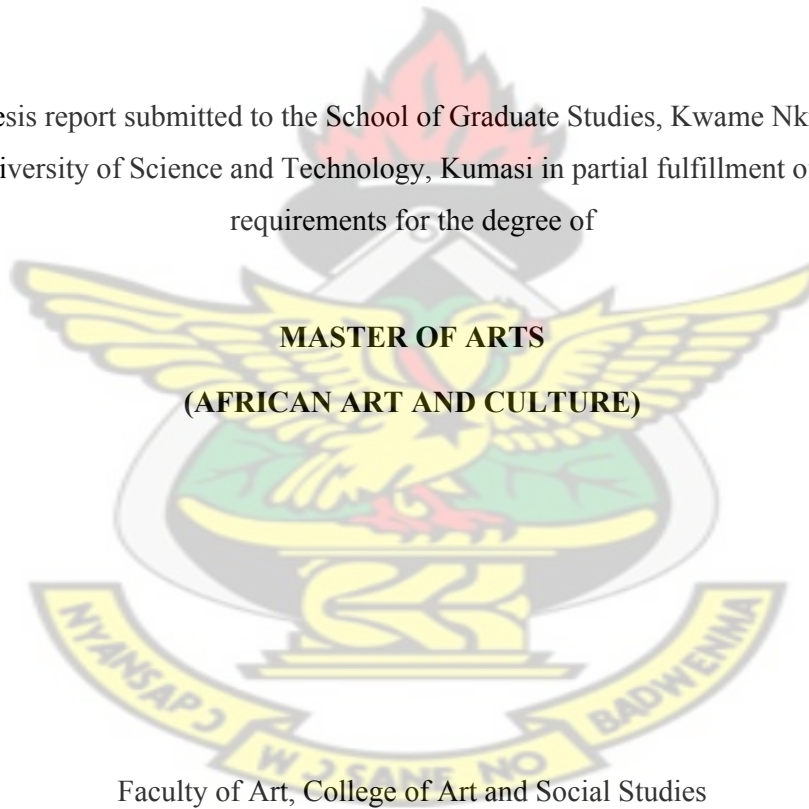 esis report submitted to the School of Graduate Studies, Kwame Nk
iversity of Science and Technology, Kumasi in partial fulfillment o
requirements for the degree of
MASTER OF ARTS
(AFRICAN ART AND CULTURE)
NYANSAPƆ
WƆSANE NO
BADWENMA
Faculty of Art, College of Art and Social Studies